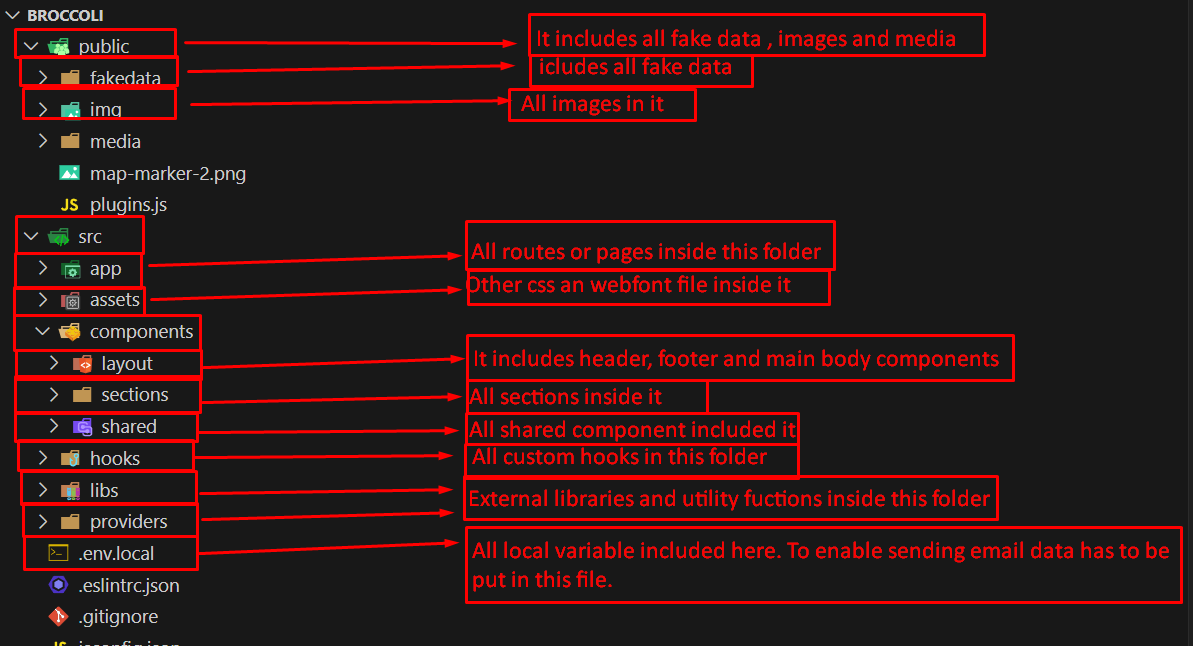 BROCCOLI
public
It includes all fake data , images and media
fakedata
icludes all fake data
img
All images in it
media
map-marker-2.png
JS plugins.js
src
app
All routes or pages inside this folder
assets
Other css an webfont file inside it
components
layout
It includes header, footer and main body components
sections
All sections inside it
shared
All shared component included it
hooks
All custom hooks in this folder
libs
External libraries and utility fuctions inside this folder
providers
.env.local
All local variable included here. To enable sending email data has to be
put in this file.
.eslintrc.json
.gitignore
JS jsconfig.json